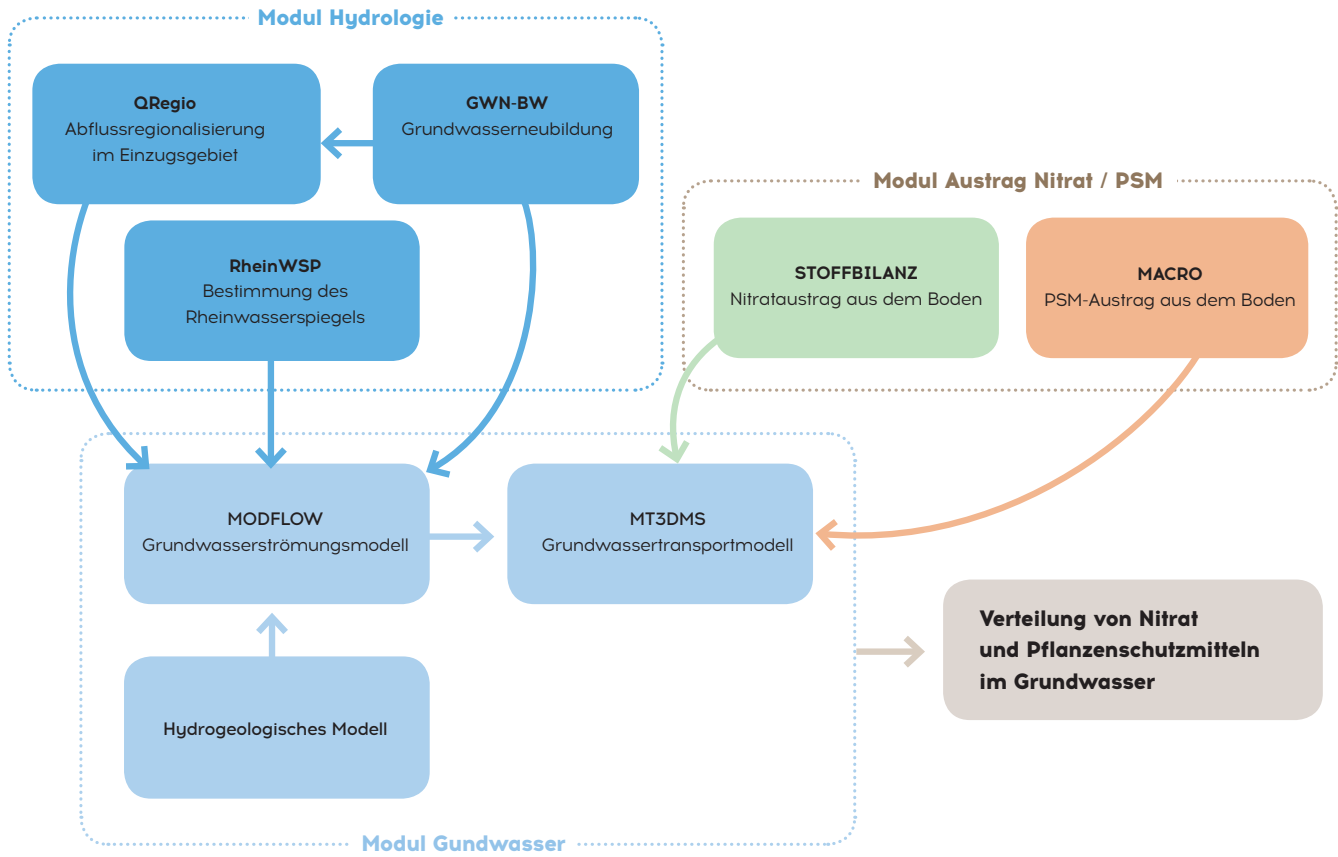 Modul Hydrologie
QRegio
Abflussregionalisierung
im Einzugsgebiet
GWN-BW
Grundwasserneubildung
RheinWSP
Bestimmung des
Rheinwasserspiegels
Modul Austrag Nitrat / PSM
STOFFBILANZ
Nitrataustrag aus dem Boden
MACRO
PSM-Austrag aus dem Boden
MODFLOW
Grundwasserströmungsmodell
MT3DMS
Grundwassertransportmodell
Hydrogeologisches Modell
Verteilung von Nitrat
und Pflanzenschutzmitteln
im Grundwasser
Modul Gundwasser